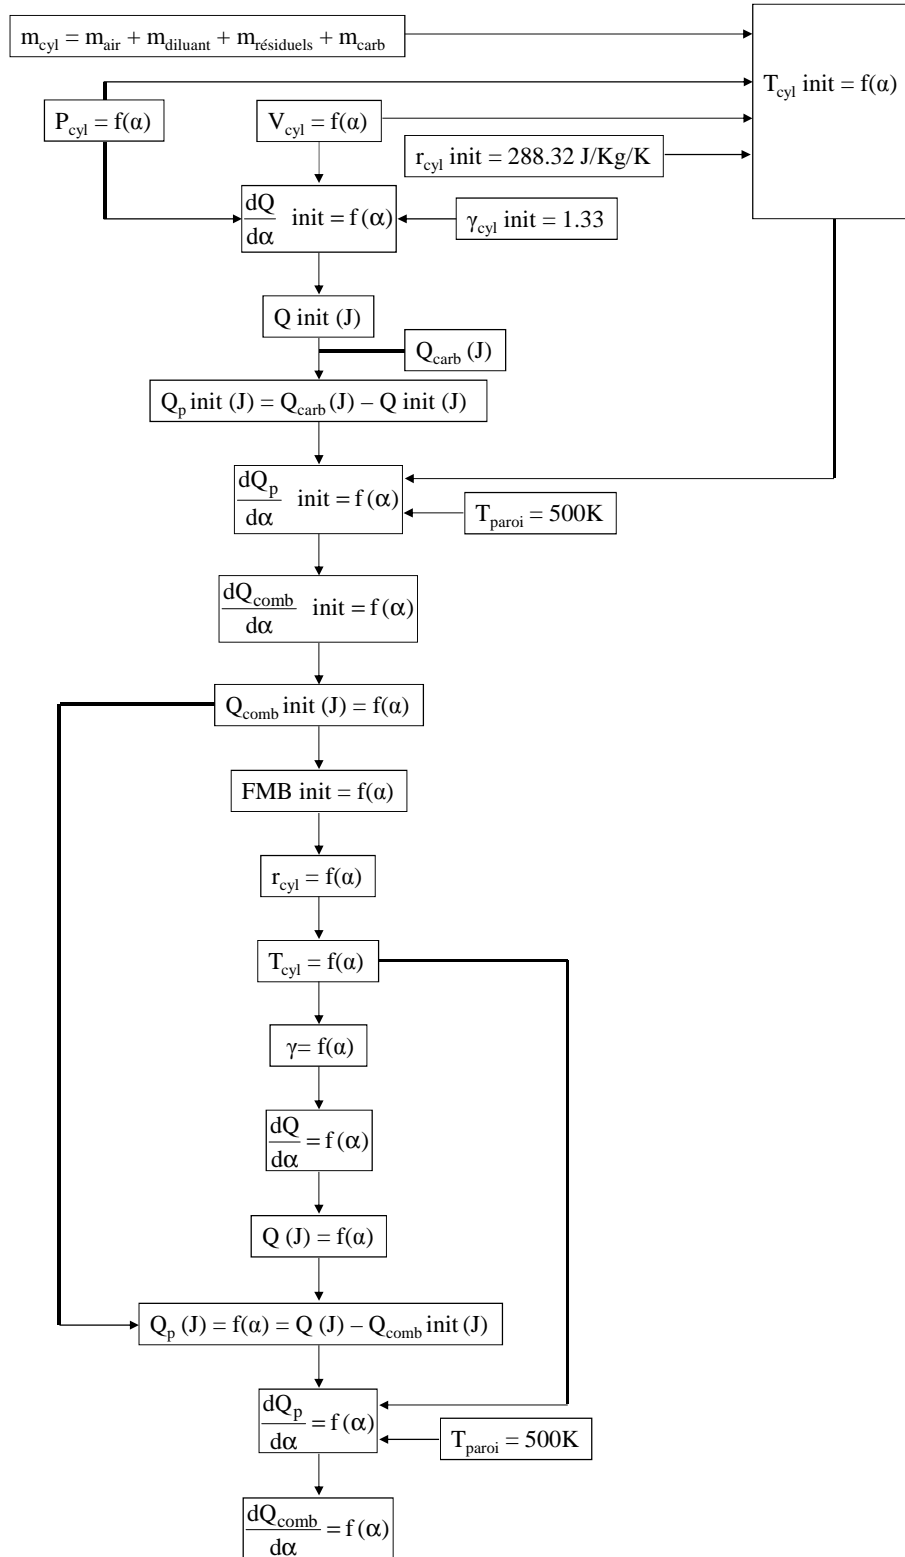 m_cyl = m_air + m_diluant + m_résiduels + m_carb
T_cyl init = f(α)
P_cyl = f(α)
V_cyl = f(α)
r_cyl init = 288.32 J/Kg/K
dQ/dα init = f(α)
γ_cyl init = 1.33
Q init (J)
Q_carb (J)
Q_p init (J) = Q_carb (J) – Q init (J)
dQ_p/dα init = f(α)
T_paroi = 500K
dQ_comb/dα init = f(α)
Q_comb init (J) = f(α)
FMB init = f(α)
r_cyl = f(α)
T_cyl = f(α)
γ= f(α)
dQ/dα = f(α)
Q (J) = f(α)
Q_p (J) = f(α) = Q (J) – Q_comb init (J)
dQ_p/dα = f(α)
T_paroi = 500K
dQ_comb/dα = f(α)